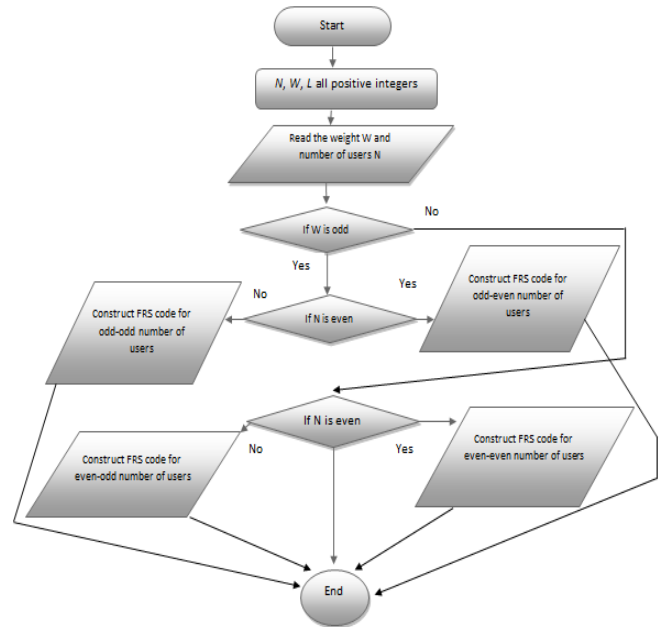 Start
N, W, L all positive integers
Read the weight W and
number of users N
No
If W is odd
Yes
No
Yes
Construct FRS code for
odd-odd number of
users
If N is even
Construct FRS code for
odd-even number of
users
If N is even
No
Yes
Construct FRS code for
even-odd number of users
Construct FRS code for
even-even number of users
End